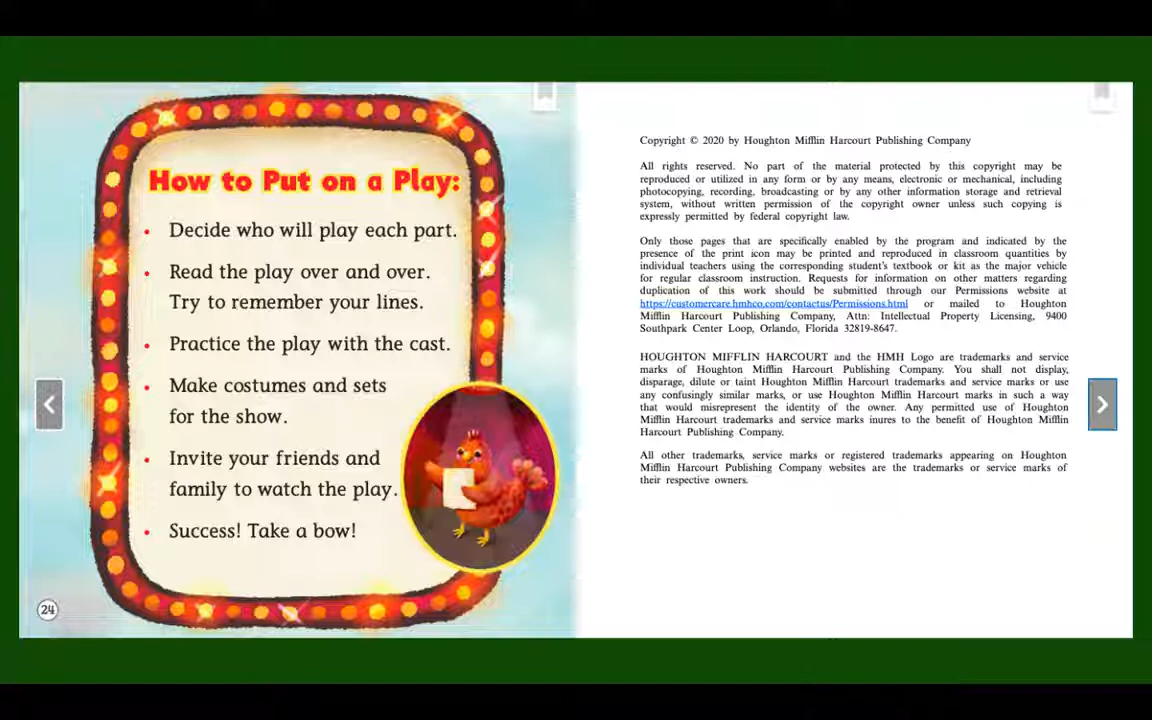 How to Put on a Play:
• Decide who will play each part.
• Read the play over and over.
Try to remember your lines.
• Practice the play with the cast.
• Make costumes and sets
for the show.
• Invite your friends and
family to watch the play.
• Success! Take a bow!
24
Copyright © 2020 by Houghton Mifflin Harcourt Publishing Company
All rights reserved. No part of the material protected by this copyright may be
reproduced or utilized in any form or by any means, electronic or mechanical, including
photocopying, recording, broadcasting or by any other information storage and retrieval
system, without written permission of the copyright owner unless such copying is
expressly permitted by federal copyright law.
Only those pages that are specifically enabled by the program and indicated by the
presence of the print icon may be printed and reproduced in classroom quantities by
individual teachers using the corresponding student's textbook or kit as the major vehicle
for regular classroom instruction. Requests for information on other matters regarding
duplication of this work should be submitted through our Permissions website at
https://customercare.hmhco.com/contactus/Permissions.html or mailed to Houghton
Mifflin Harcourt Publishing Company, Attn: Intellectual Property Licensing, 9400
Southpark Center Loop, Orlando, Florida 32819-8647.
HOUGHTON MIFFLIN HARCOURT and the HMH Logo are trademarks and service
marks of Houghton Mifflin Harcourt Publishing Company. You shall not display,
disparage, dilute or taint Houghton Mifflin Harcourt trademarks and service marks or use
any confusingly similar marks, or use Houghton Mifflin Harcourt marks in such a way
that would misrepresent the identity of the owner. Any permitted use of Houghton
Mifflin Harcourt trademarks and service marks inures to the benefit of Houghton Mifflin
Harcourt Publishing Company.
All other trademarks, service marks or registered trademarks appearing on Houghton
Mifflin Harcourt Publishing Company websites are the trademarks or service marks of
their respective owners.